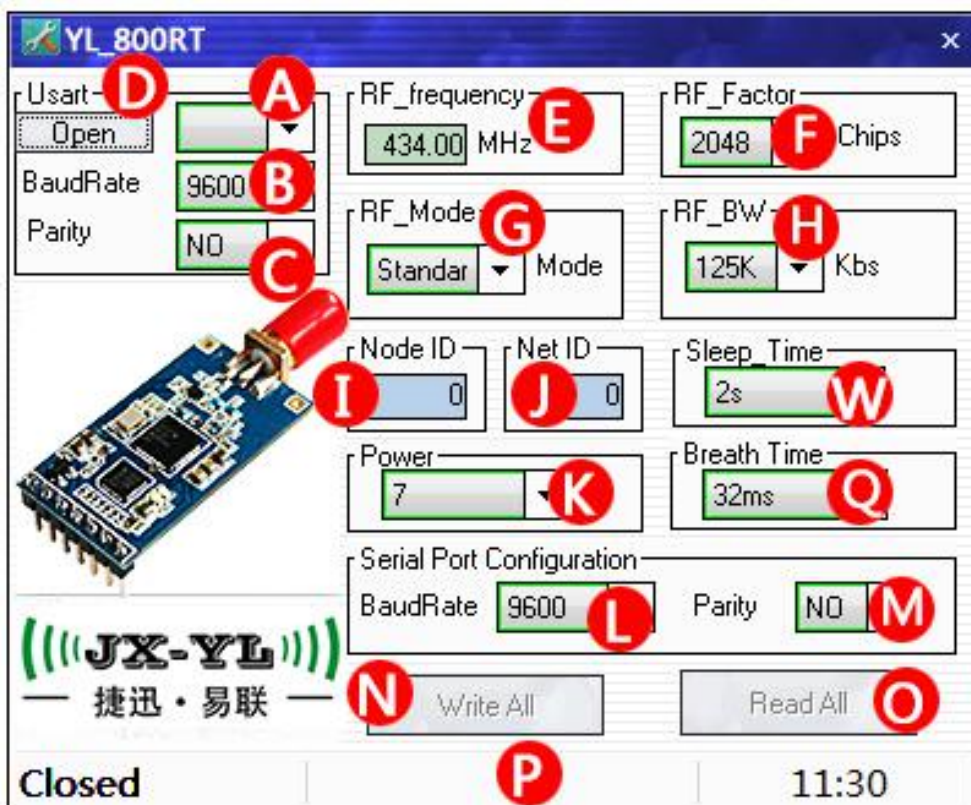 YL_800RT
Usart D A
Open
BaudRate 9600 B
Parity NO C
RF_frequency
434.00 MHz E
RF_Factor
2048 F Chips
RF_Mode G
Standar Mode
RF_BW H
125K Kbs
Node ID
I 0
Net ID
J 0
Sleep_Time
2s W
Power
7 K
Breath Time
32ms Q
Serial Port Configuration
BaudRate 9600 L Parity NO M
JX-YL
捷迅·易联
N Write All Read All O
Closed P 11:30